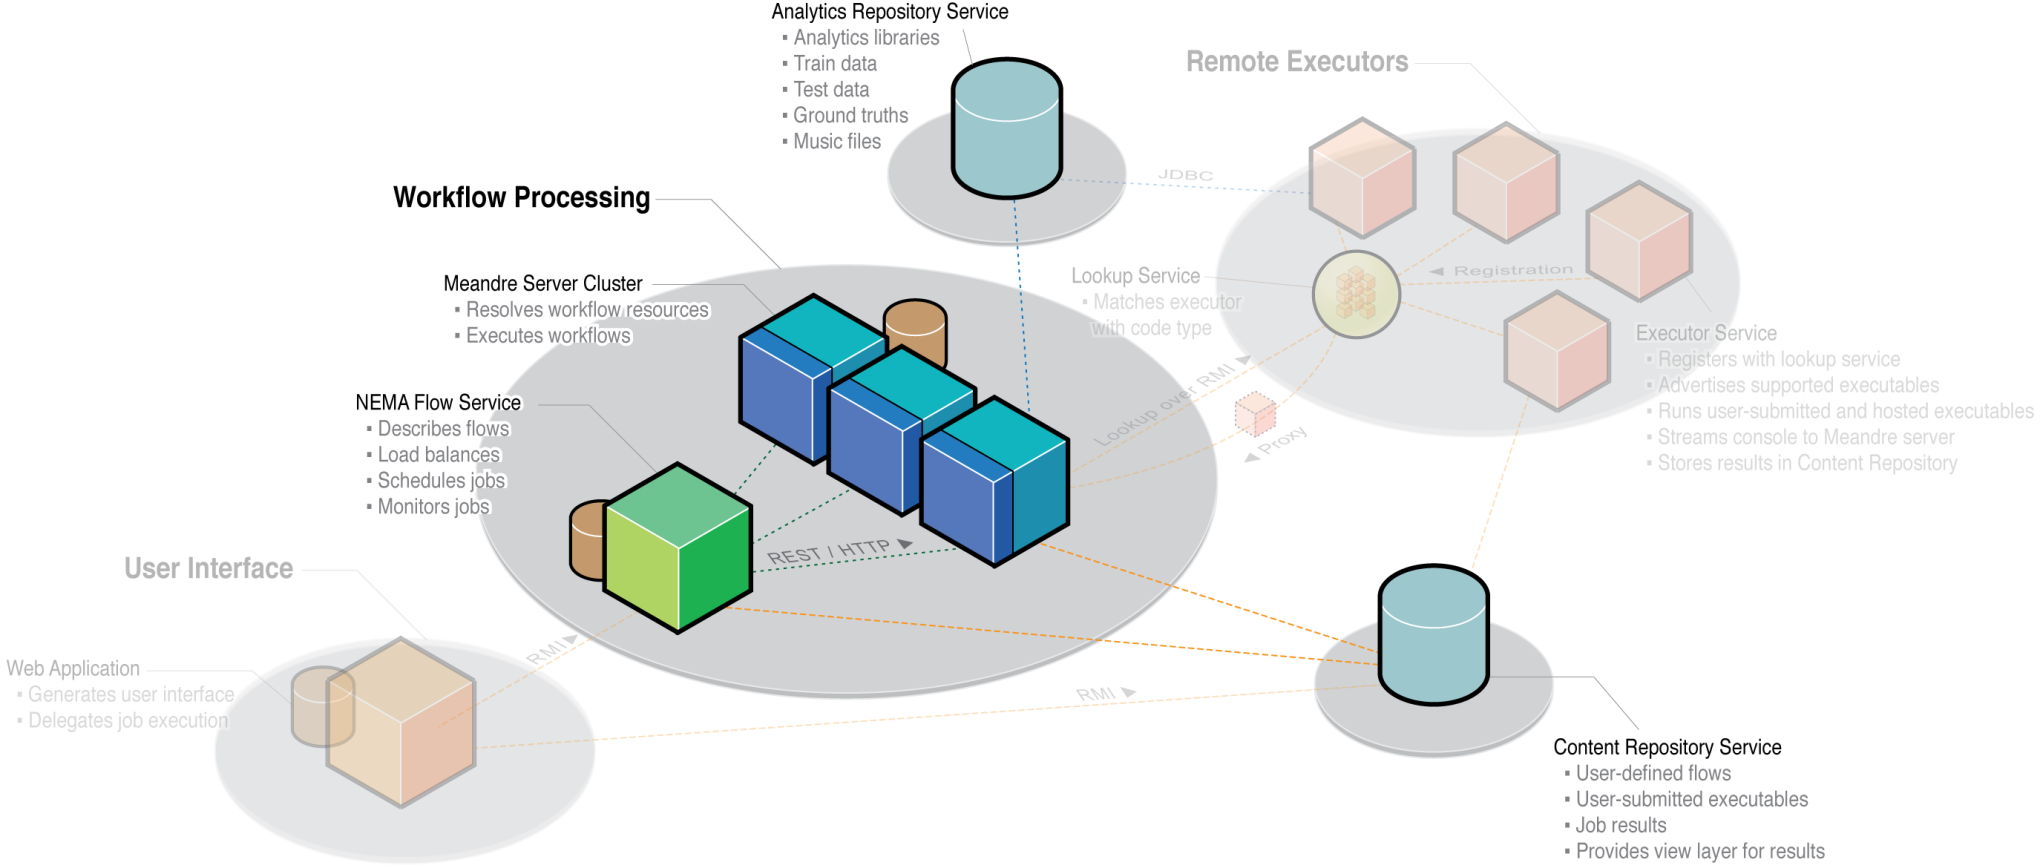 Analytics Repository Service
▪ Analytics libraries
▪ Train data
▪ Test data
▪ Ground truths
▪ Music files
Remote Executors
JDBC
Workflow Processing
Meandre Server Cluster
▪ Resolves workflow resources
▪ Executes workflows
Lookup Service
▪ Matches executor
with code type
◄ Registration
Executor Service
▪ Registers with lookup service
▪ Advertises supported executables
▪ Runs user-submitted and hosted executables
▪ Streams console to Meandre server
▪ Stores results in Content Repository
Lookup over RMI ►
◄ Proxy
NEMA Flow Service
▪ Describes flows
▪ Load balances
▪ Schedules jobs
▪ Monitors jobs
REST / HTTP ►
User Interface
RMI ►
Web Application
▪ Generates user interface
▪ Delegates job execution
RMI ►
Content Repository Service
▪ User-defined flows
▪ User-submitted executables
▪ Job results
▪ Provides view layer for results